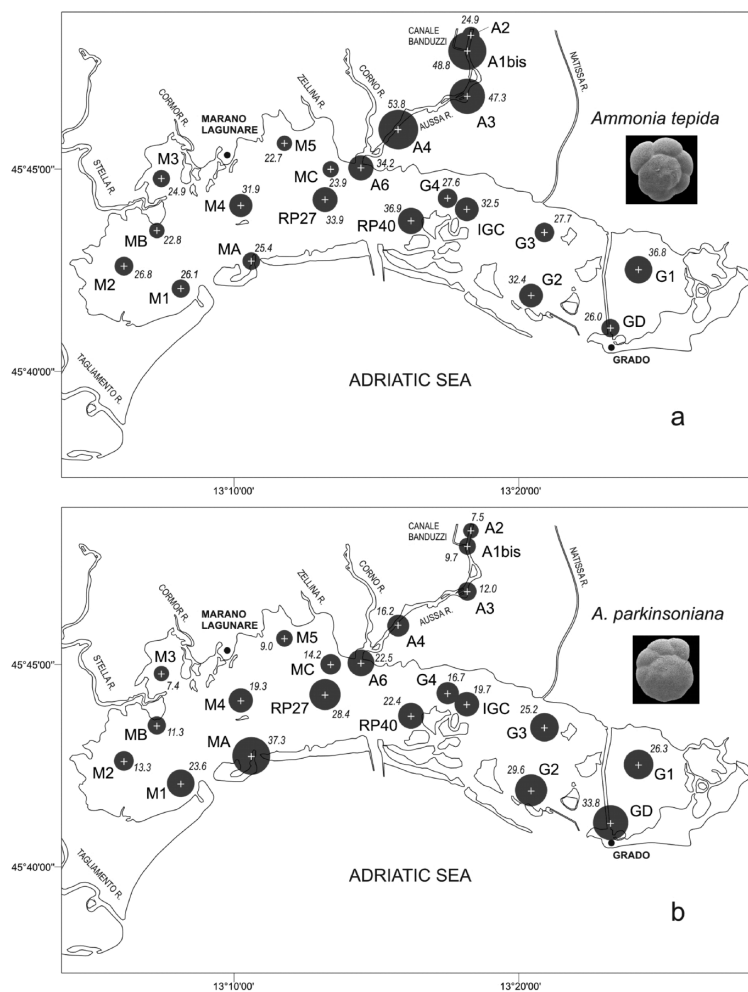 24.9
A2
CANALE
BANDUZZI
A1bis
48.8
NATISSA R.
ZELLINA R.
CORNO R.
53.8
47.3
A3
CORMOR R.
MARANO
LAGUNARE
AUSSA R.
A4
Ammonia tepida
M5
22.7
45°45'00"
STELLA R.
M3
24.9
MC
23.9
34.2
A6
G4
27.6
M4
31.9
RP27
33.9
36.9
RP40
32.5
IGC
MB
22.8
MA
25.4
27.7
G3
M2
26.8
26.1
M1
36.8
G1
32.4
G2
26.0
GD
GRADO
TAGLIAMENTO R.
45°40'00"
ADRIATIC SEA
a
13°10'00"
13°20'00"
7.5
A2
CANALE
BANDUZZI
A1bis
9.7
NATISSA R.
ZELLINA R.
CORNO R.
12.0
A3
16.2
CORMOR R.
MARANO
LAGUNARE
AUSSA R.
A4
A. parkinsoniana
M5
9.0
45°45'00"
STELLA R.
M3
7.4
14.2
MC
22.5
A6
G4
16.7
M4
19.3
RP27
28.4
22.4
RP40
19.7
IGC
MB
11.3
MA
37.3
25.2
G3
M2
13.3
23.6
M1
26.3
G1
29.6
G2
33.8
GD
GRADO
TAGLIAMENTO R.
45°40'00"
ADRIATIC SEA
b
13°10'00"
13°20'00"